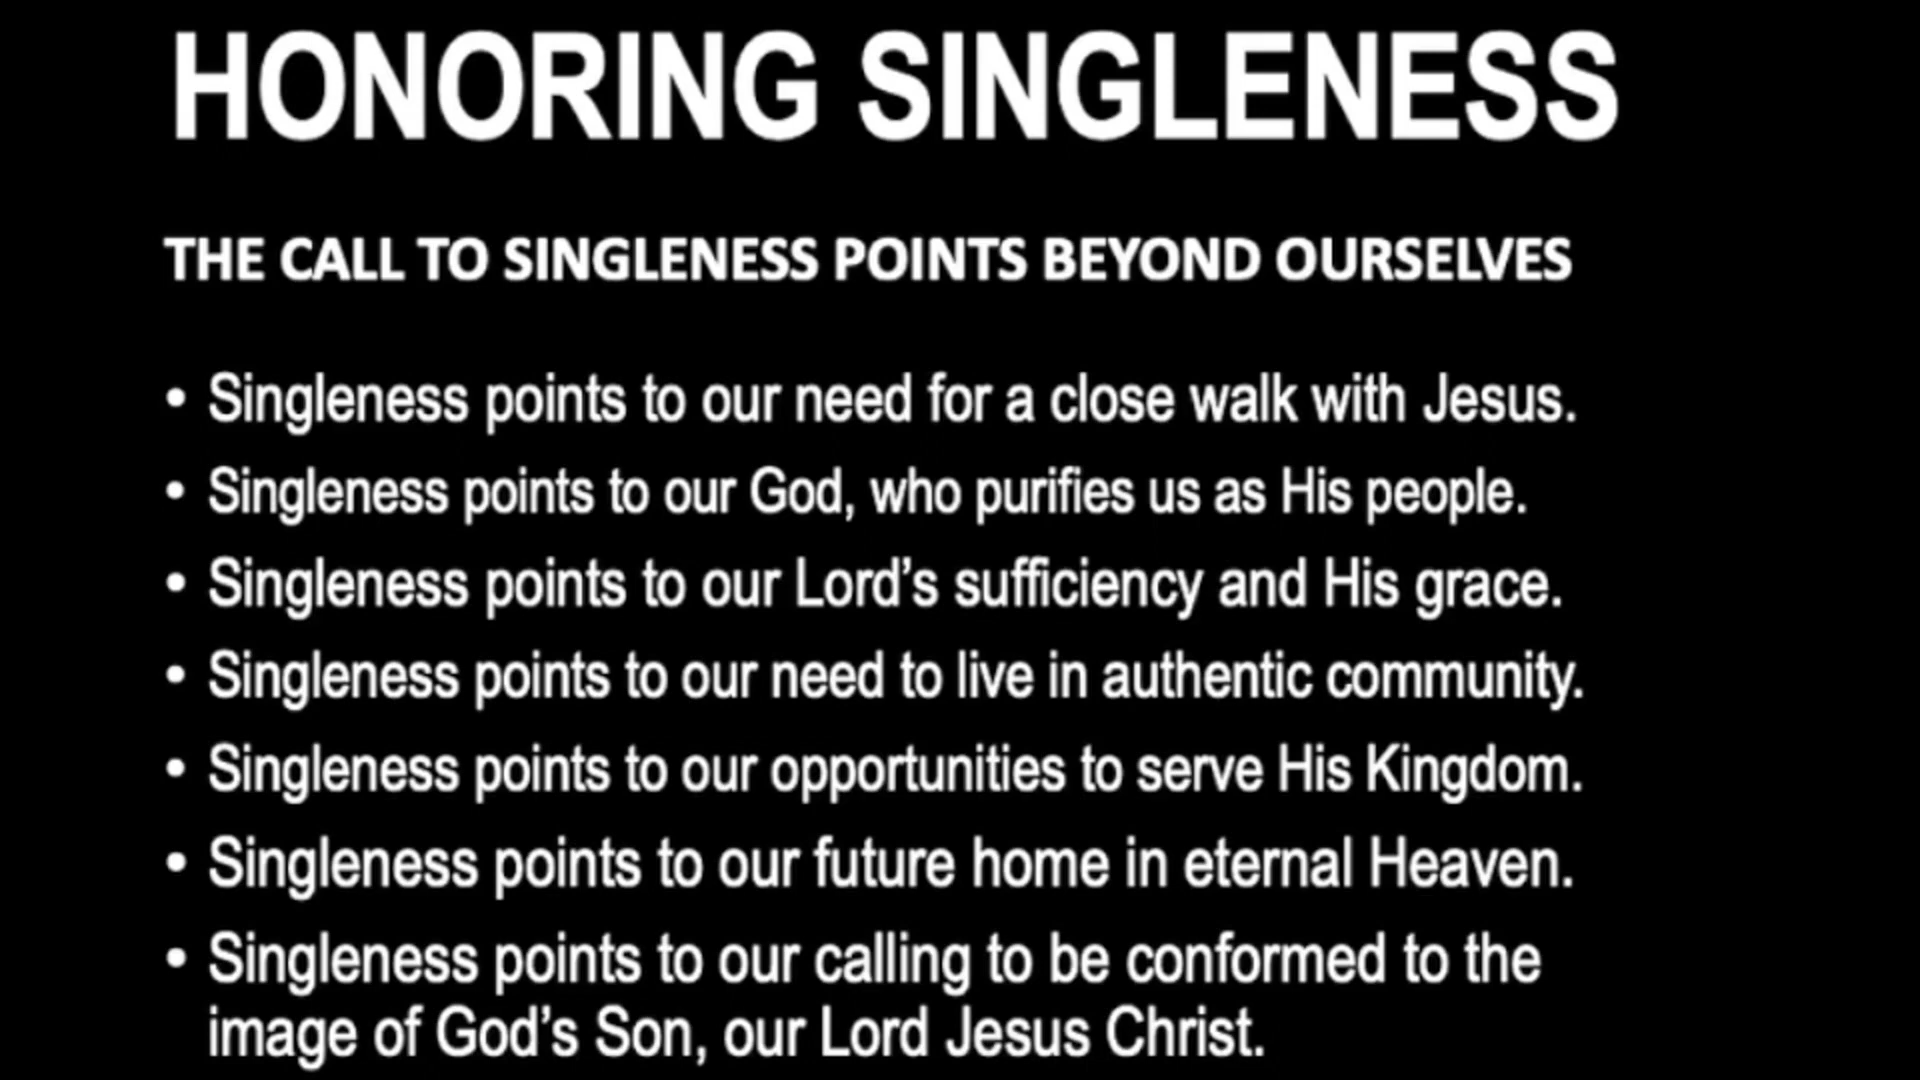 HONORING SINGLENESS
THE CALL TO SINGLENESS POINTS BEYOND OURSELVES
• Singleness points to our need for a close walk with Jesus.
• Singleness points to our God, who purifies us as His people.
• Singleness points to our Lord’s sufficiency and His grace.
• Singleness points to our need to live in authentic community.
• Singleness points to our opportunities to serve His Kingdom.
• Singleness points to our future home in eternal Heaven.
• Singleness points to our calling to be conformed to the
image of God’s Son, our Lord Jesus Christ.